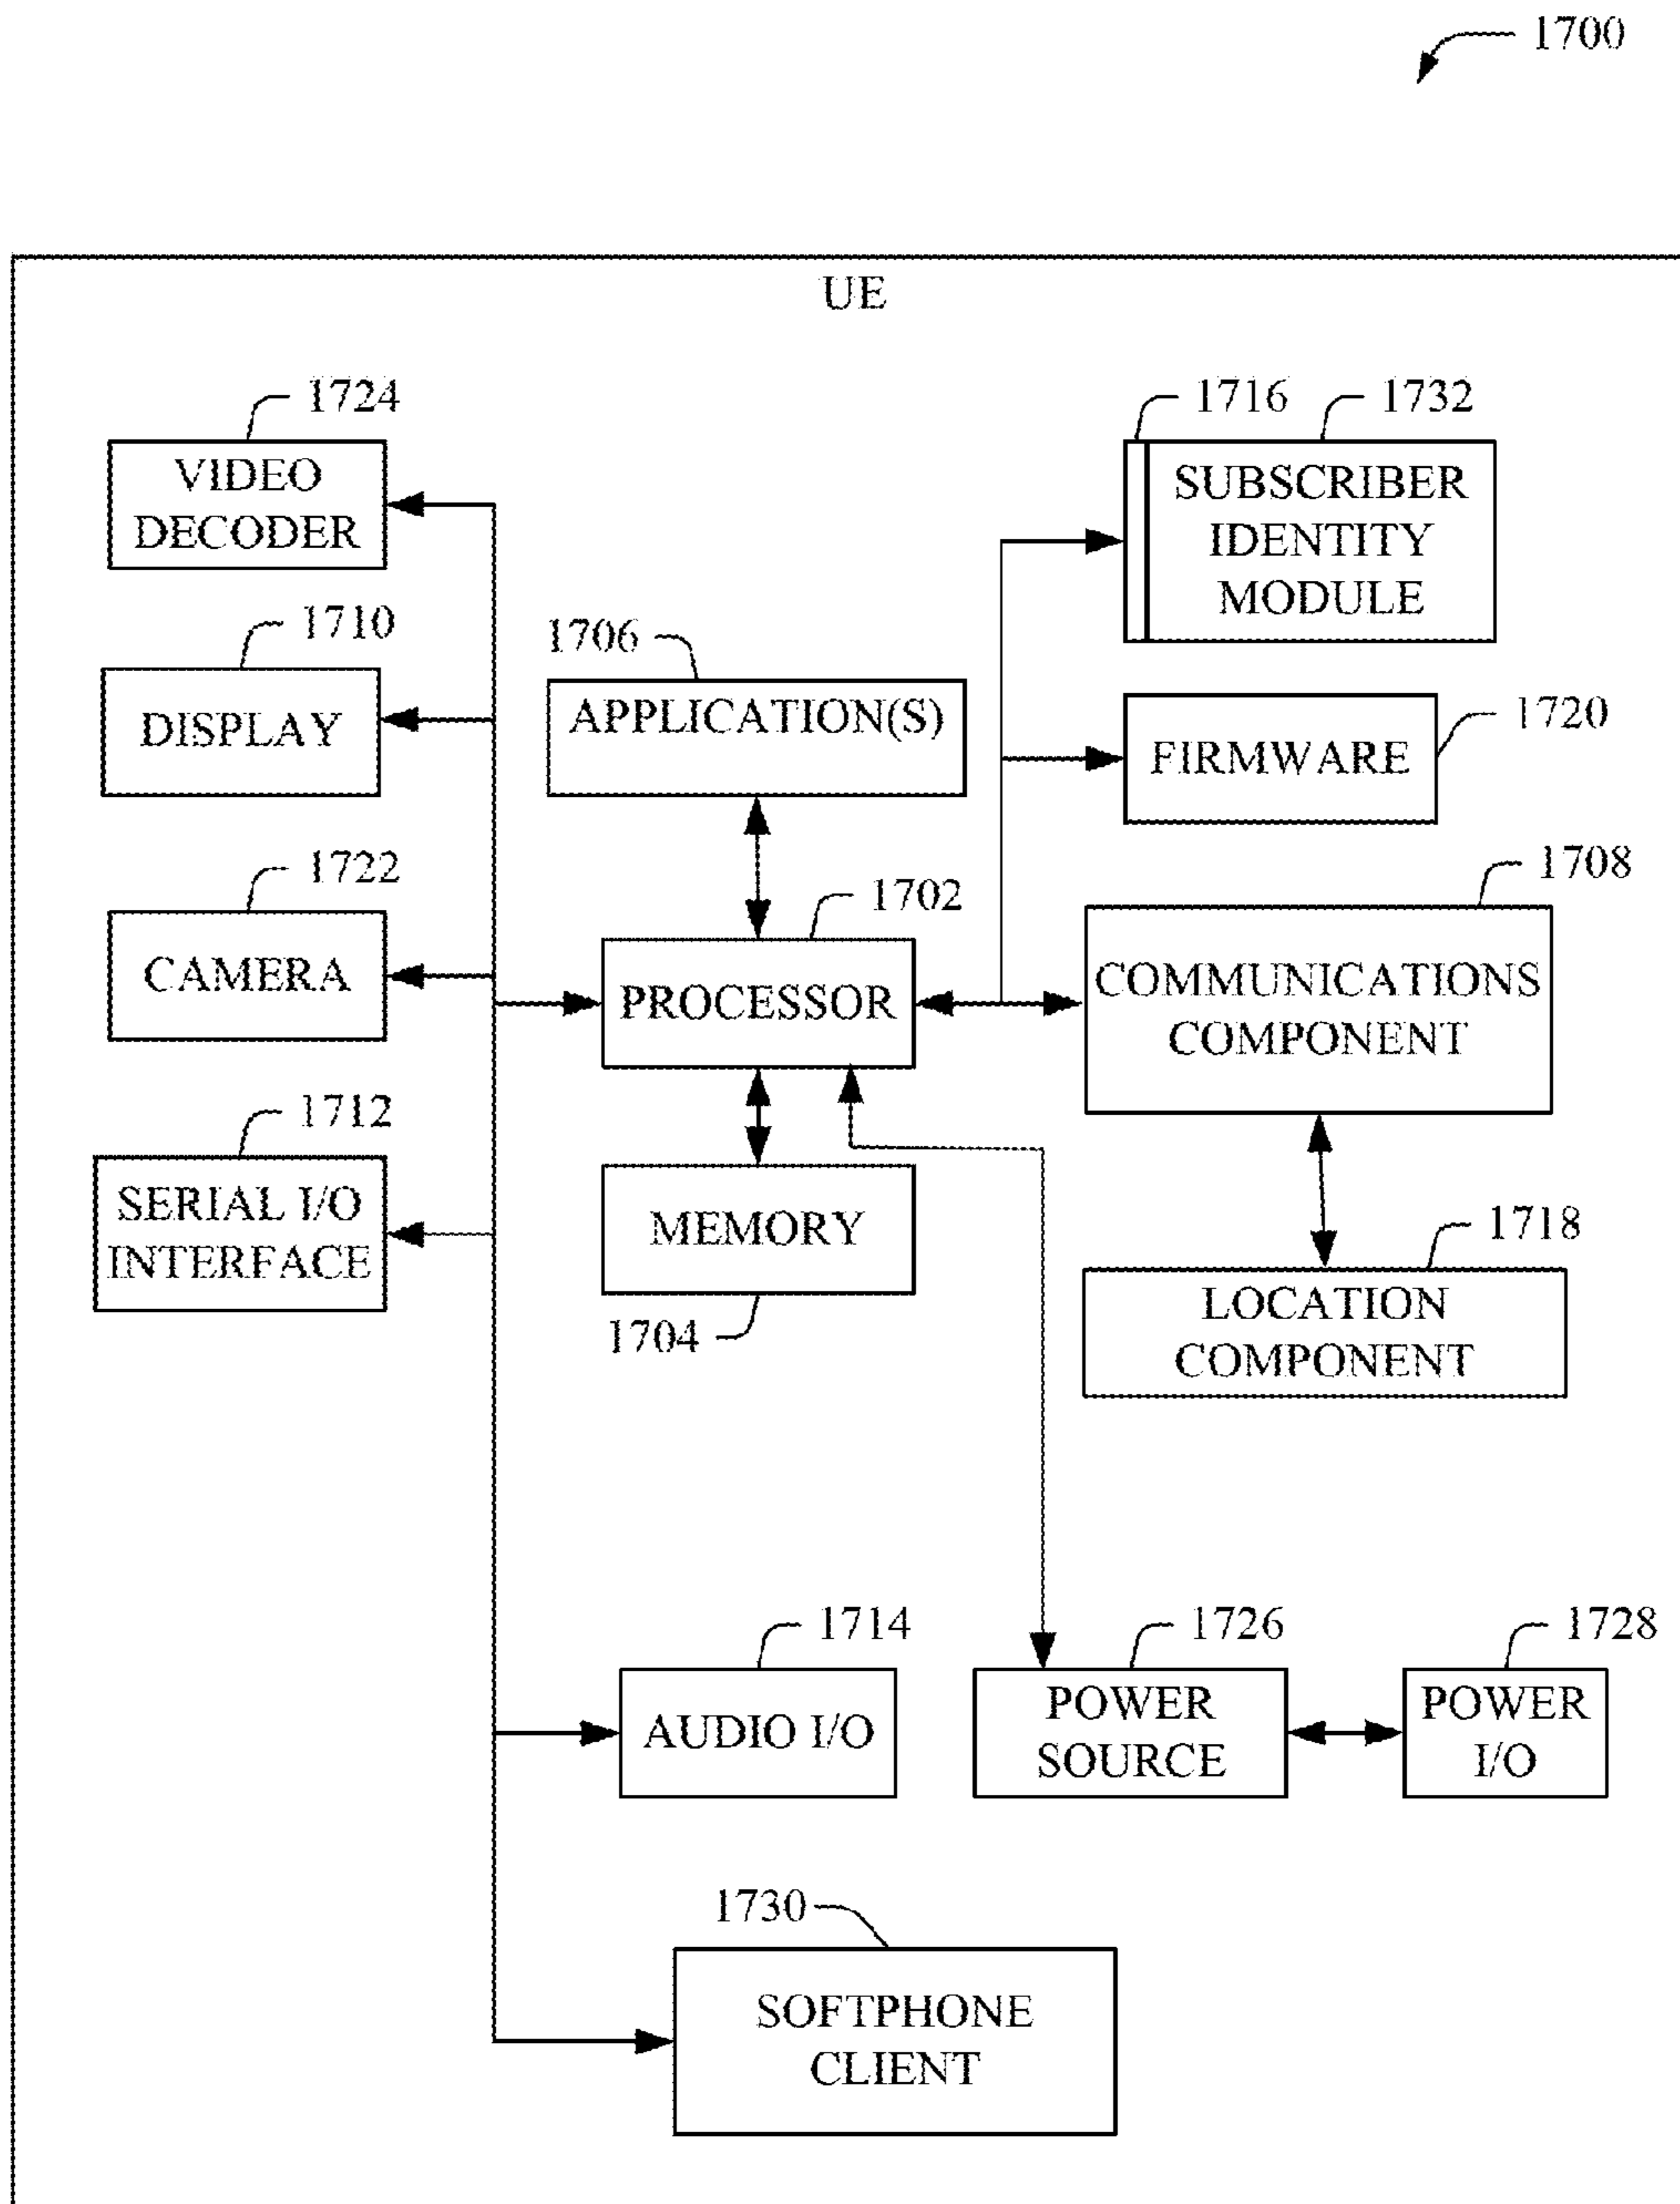 1700
UE
1724
VIDEO
DECODER
1716
1732
SUBSCRIBER
IDENTITY
MODULE
1710
DISPLAY
1706
APPLICATION(S)
1720
FIRMWARE
1722
CAMERA
1702
PROCESSOR
1708
COMMUNICATIONS
COMPONENT
1712
SERIAL I/O
INTERFACE
MEMORY
1704
1718
LOCATION
COMPONENT
1714
AUDIO I/O
1726
POWER
SOURCE
1728
POWER
I/O
1730
SOFTPHONE
CLIENT